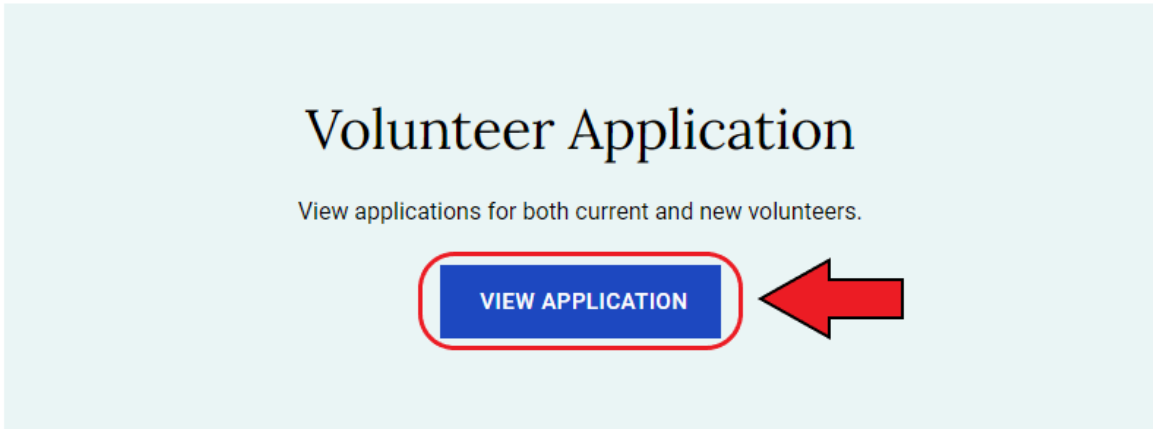 Volunteer Application
View applications for both current and new volunteers.
VIEW APPLICATION